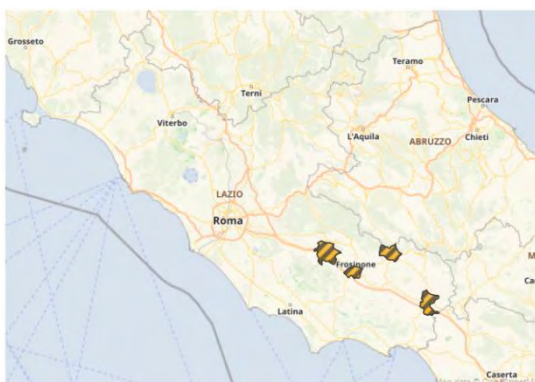 Grosseto
Teramo
Terni
Pescara
Viterbo
L'Aquila
ABRUZZO
Chieti
LAZIO
Roma
Frosinone
Latina
Caserta